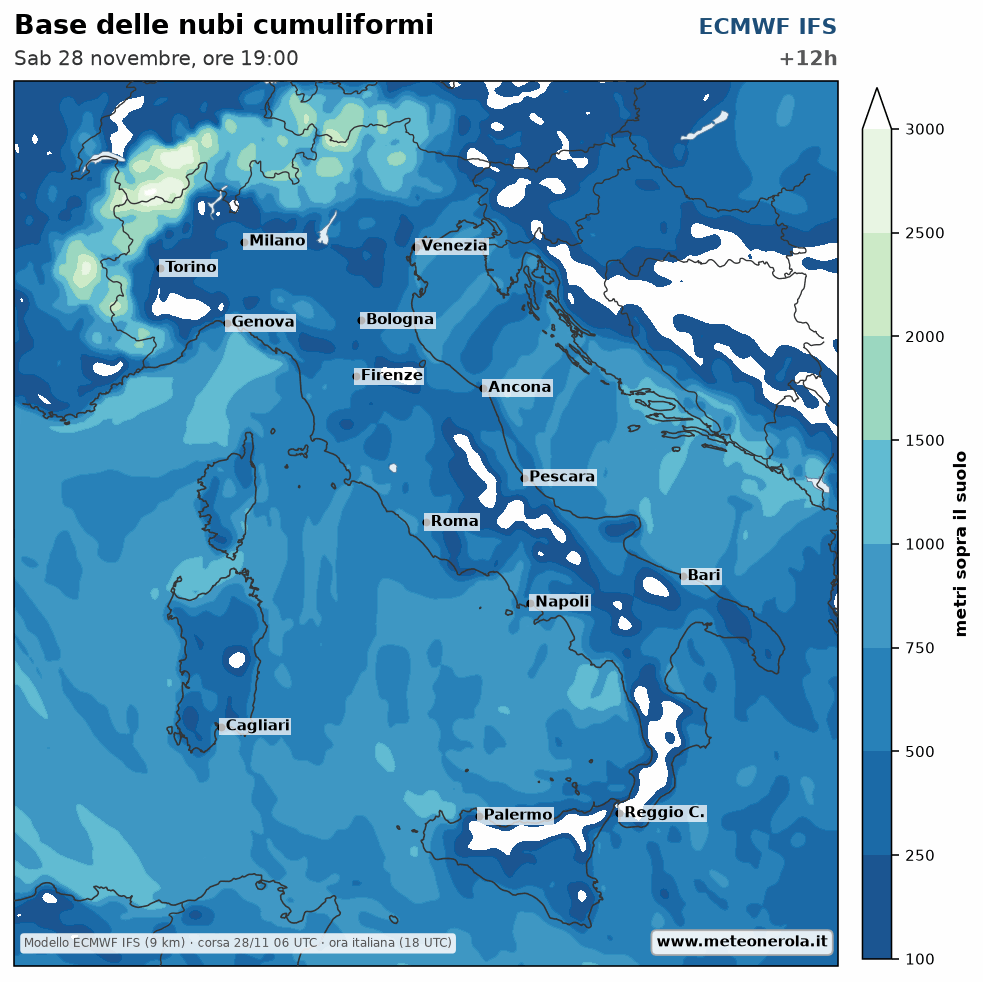 Base delle nubi cumuliformi
ECMWF IFS
Sab 28 novembre, ore 19:00
+12h
Milano
Venezia
Torino
Genova
Bologna
Firenze
Ancona
Pescara
Roma
Bari
Napoli
Cagliari
Palermo
Reggio C.
3000
2500
2000
1500
1000
750
500
250
100
metri sopra il suolo
Modello ECMWF IFS (9 km) · corsa 28/11 06 UTC · ora italiana (18 UTC)
www.meteonerola.it